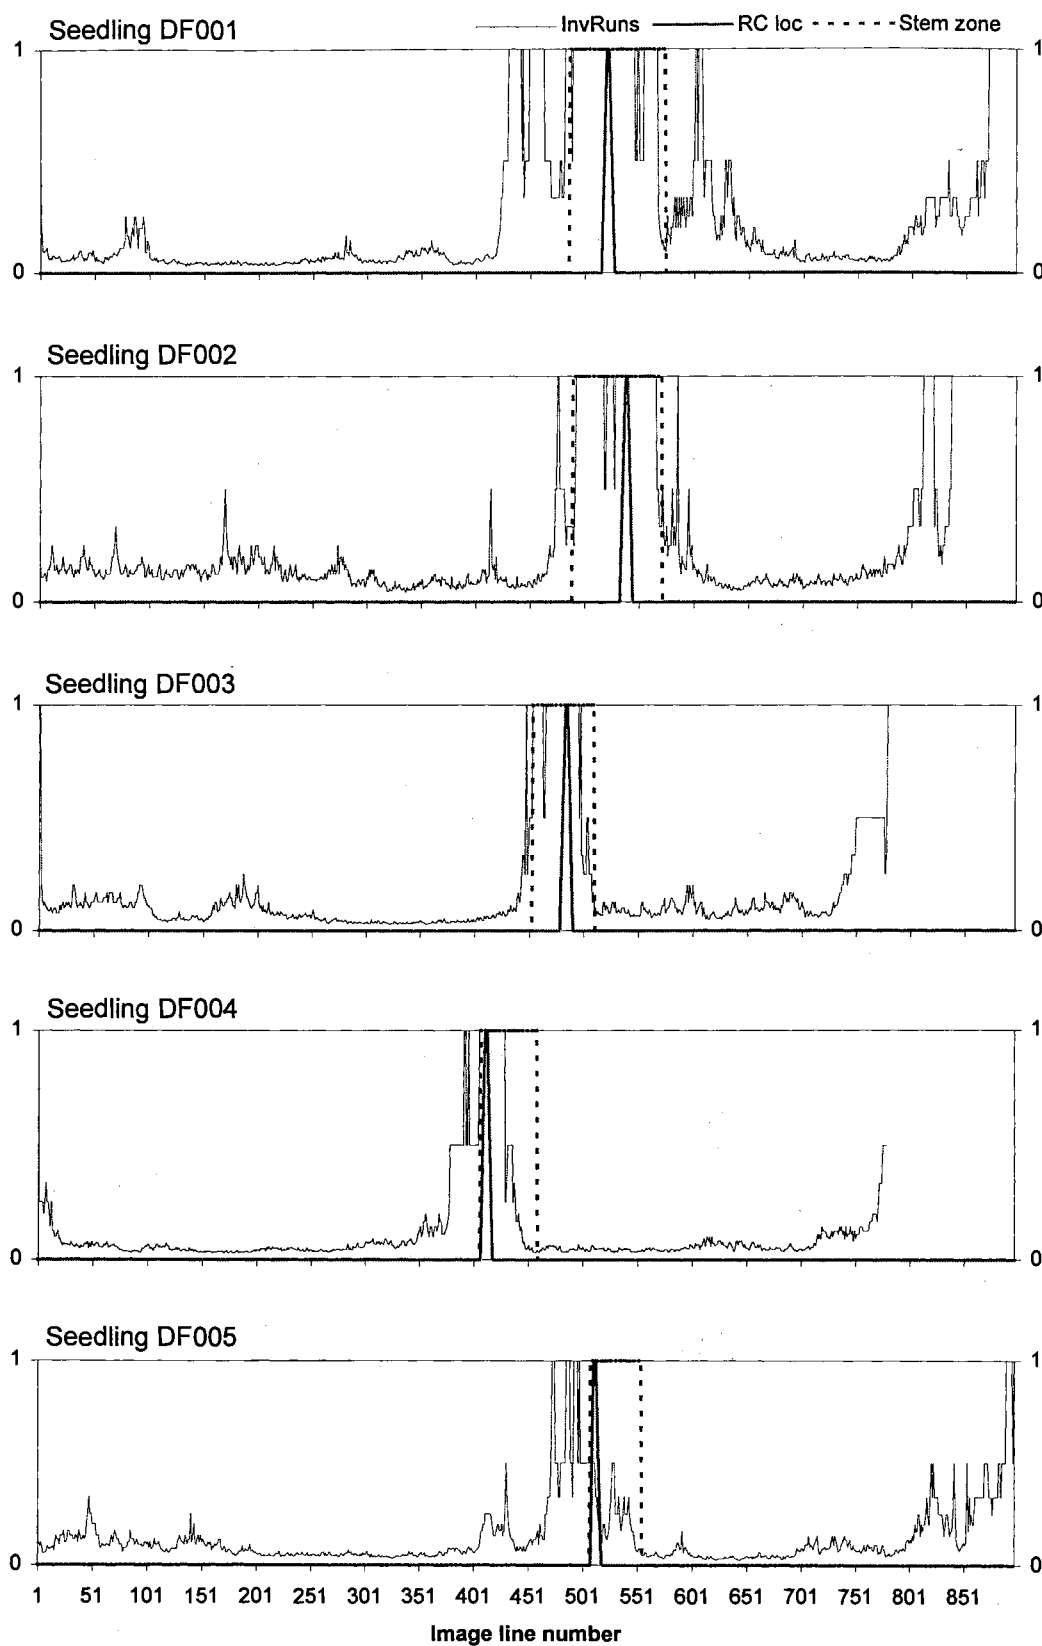 Seedling DF001
InvRuns RC loc Stem zone
1 1
0 0
Seedling DF002
1 1
0 0
Seedling DF003
1 1
0 0
Seedling DF004
1 1
0 0
Seedling DF005
1 1
0 0
1 51 101 151 201 251 301 351 401 451 501 551 601 651 701 751 801 851
Image line number